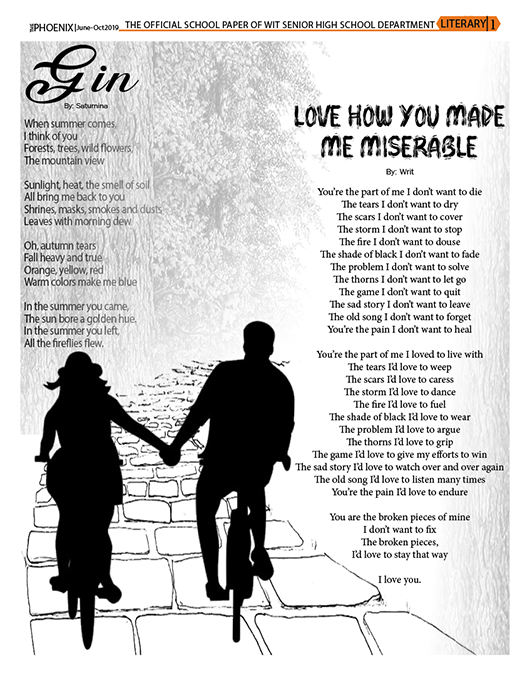 THE PHOENIX|June-Oct2019 THE OFFICIAL SCHOOL PAPER OF WIT SENIOR HIGH SCHOOL DEPARTMENT LITERARY|1
Gin
By: Saturnina
When summer comes,
I think of you
Forests, trees, wild flowers,
The mountain view
Sunlight, heat, the smell of soil
All bring me back to you
Shrines, masks, smokes and dusts
Leaves with morning dew
Oh, autumn tears
Fall heavy and true
Orange, yellow, red
Warm colors make me blue
In the summer you came,
The sun bore a golden hue.
In the summer you left,
All the fireflies flew.
LOVE HOW YOU MADE
ME MISERABLE
By: Writ
You're the part of me I don't want to die
The tears I don't want to dry
The scars I don't want to cover
The storm I don't want to stop
The fire I don't want to douse
The shade of black I don't want to fade
The problem I don't want to solve
The thorns I don't want to let go
The game I don't want to quit
The sad story I don't want to leave
The old song I don't want to forget
You're the pain I don't want to heal
You're the part of me I loved to live with
The tears I'd love to weep
The scars I'd love to caress
The storm I'd love to dance
The fire I'd love to fuel
The shade of black I'd love to wear
The problem I'd love to argue
The thorns I'd love to grip
The game I'd love to give my efforts to win
The sad story I'd love to watch over and over again
The old song I'd love to listen many times
You're the pain I'd love to endure
You are the broken pieces of mine
I don't want to fix
The broken pieces,
I'd love to stay that way
I love you.